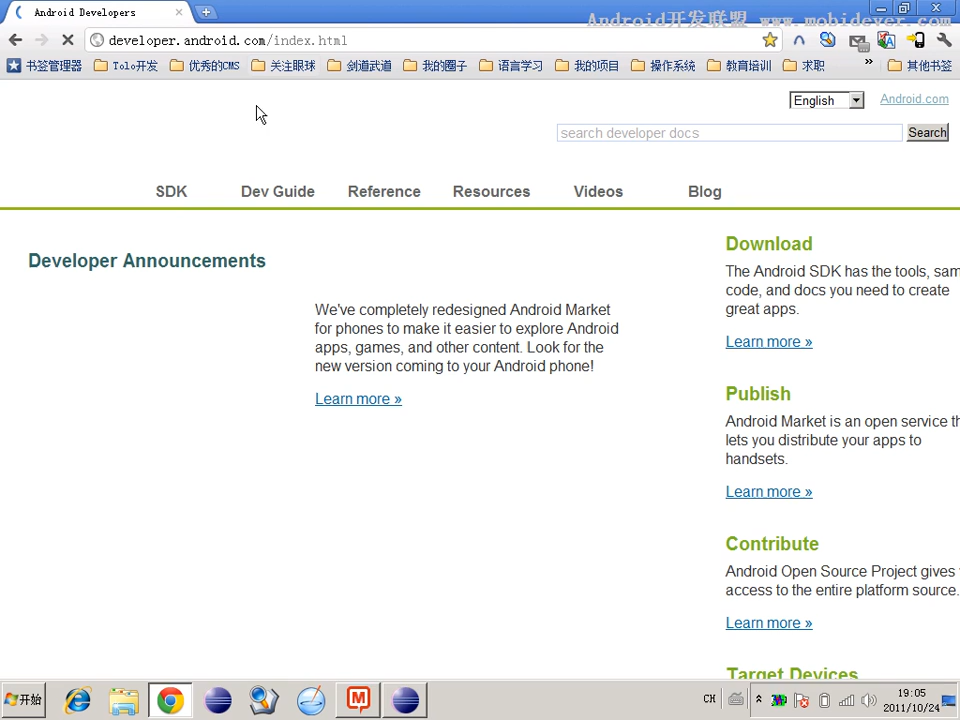 Android Developers
Android开发联盟 www.mobidever.com
developer.android.com/index.html
书签管理器 Tolo开发 优秀的CMS 关注眼球 剑道武道 我的圈子 语言学习 我的项目 操作系统 教育培训 求职 » 其他书签
English Android.com
search developer docs Search
SDK Dev Guide Reference Resources Videos Blog
Developer Announcements
We've completely redesigned Android Market
for phones to make it easier to explore Android
apps, games, and other content. Look for the
new version coming to your Android phone!
Learn more »
Download
The Android SDK has the tools, sam
code, and docs you need to create
great apps.
Learn more »
Publish
Android Market is an open service th
lets you distribute your apps to
handsets.
Learn more »
Contribute
Android Open Source Project gives
access to the entire platform source.
Learn more »
Target Devices
开始
CH
19:05
2011/10/24